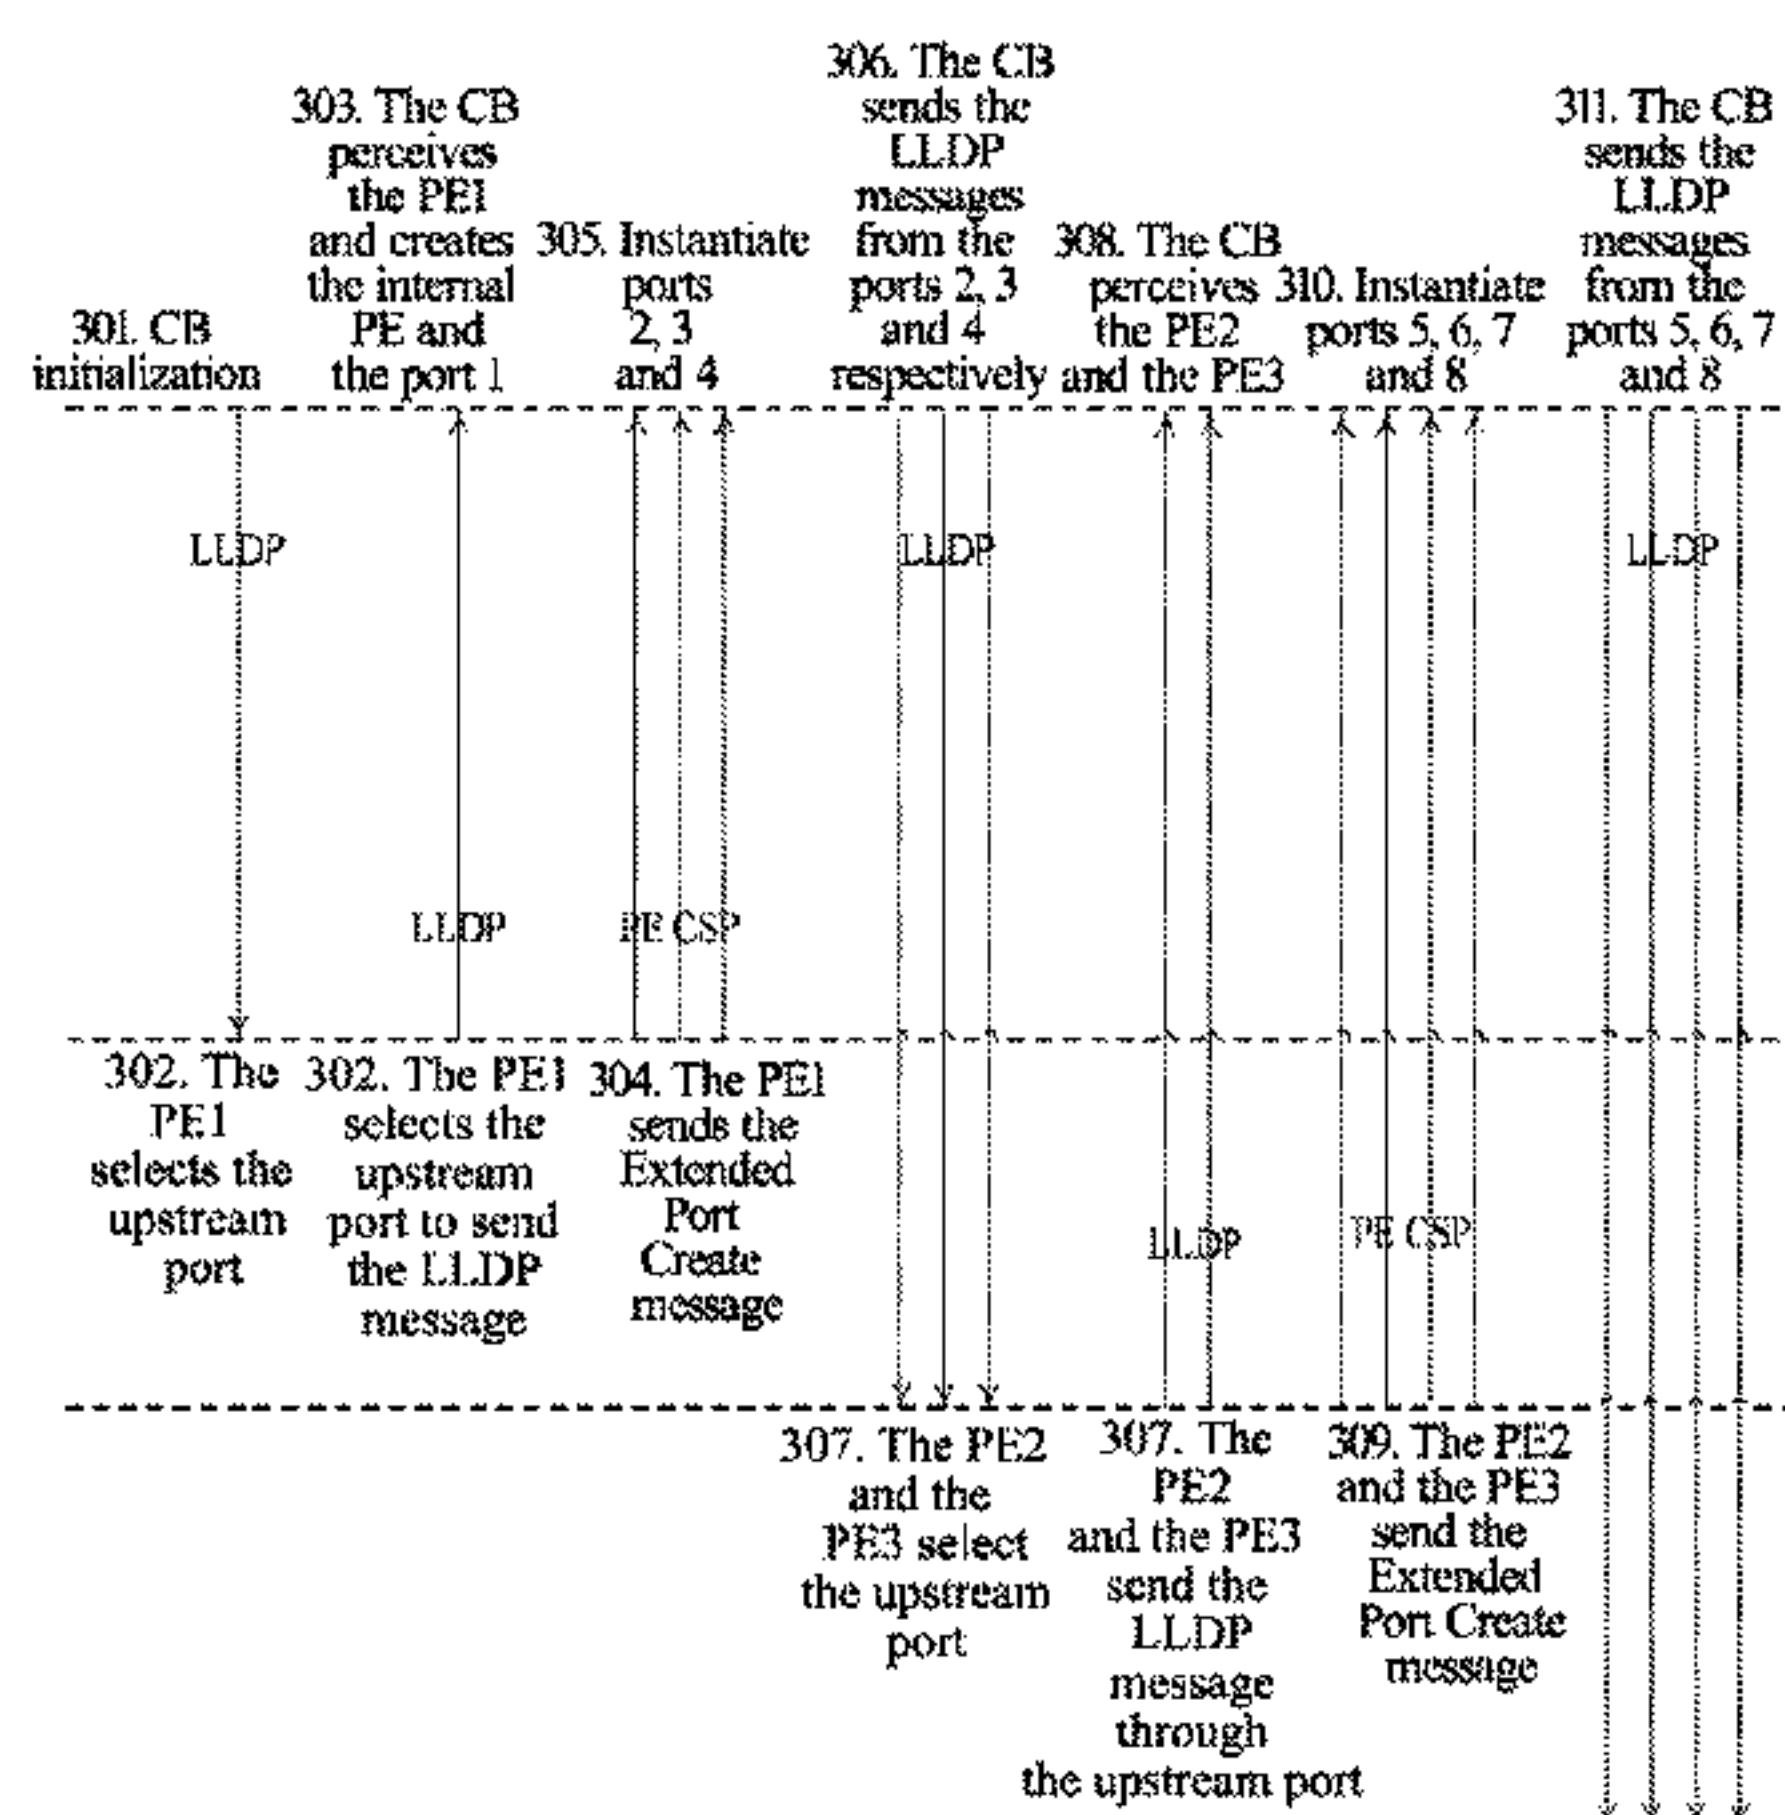 301. CB
initialization
303. The CB
perceives
the PE1
and creates
the internal
PE and
the port 1
305. Instantiate
ports
2, 3
and 4
306. The CB
sends the
LLDP
messages
from the
ports 2, 3
and 4
respectively
308. The CB
perceives
the PE2
and the PE3
310. Instantiate
ports 5, 6, 7
and 8
311. The CB
sends the
LLDP
messages
from the
ports 5, 6, 7
and 8
LLDP
LLDP
LLDP
LLDP
PE CSP
302. The
PE1
selects the
upstream
port
302. The PE1
selects the
upstream
port to send
the LLDP
message
304. The PE1
sends the
Extended
Port
Create
message
LLDP
PE CSP
307. The PE2
and the
PE3 select
the upstream
port
307. The
PE2
and the PE3
send the
LLDP
message
through
the upstream port
309. The PE2
and the PE3
send the
Extended
Port Create
message